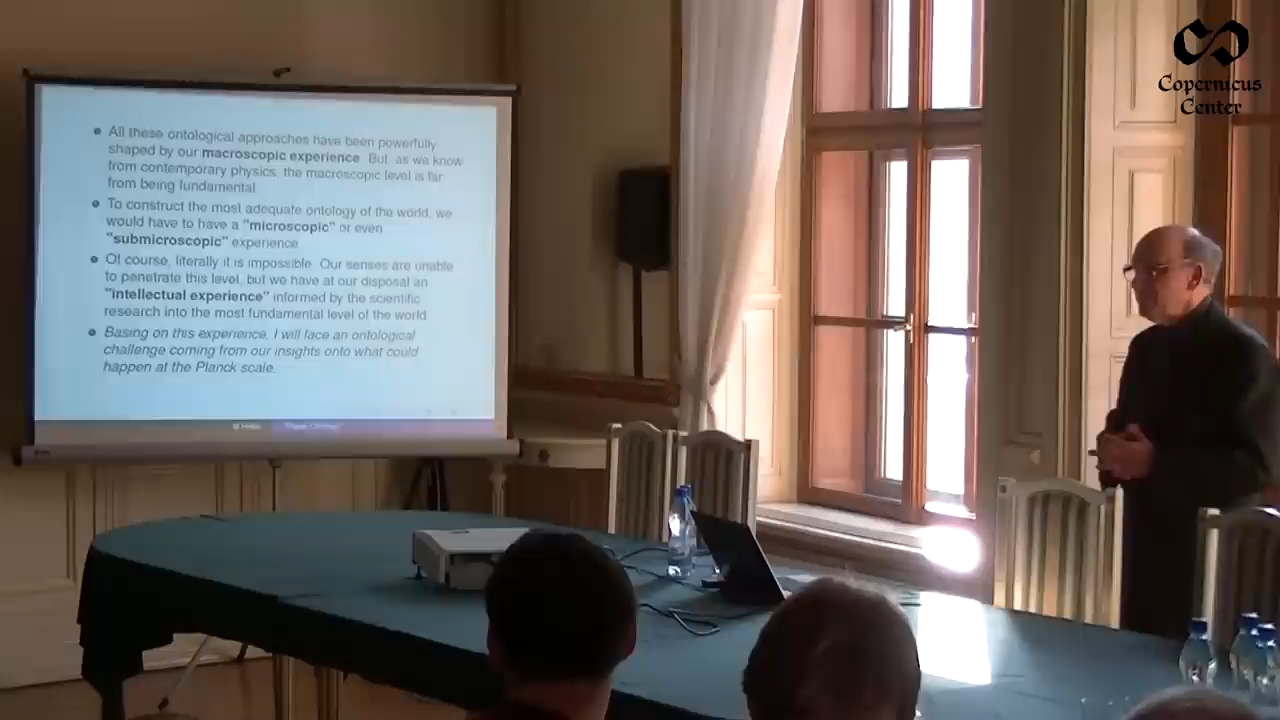 Copernicus
Center
All these ontological approaches have been powerfully
shaped by our macroscopic experience. But, as we know
from contemporary physics, the macroscopic level is far
from being fundamental.
To construct the most adequate ontology of the world, we
would have to have a "microscopic" or even
"submicroscopic" experience.
Of course, literally it is impossible. Our senses are unable
to penetrate this level, but we have at our disposal an
"intellectual experience" informed by the scientific
research into the most fundamental level of the world.
Basing on this experience, I will face an ontological
challenge coming from our insights onto what could
happen at the Planck scale.